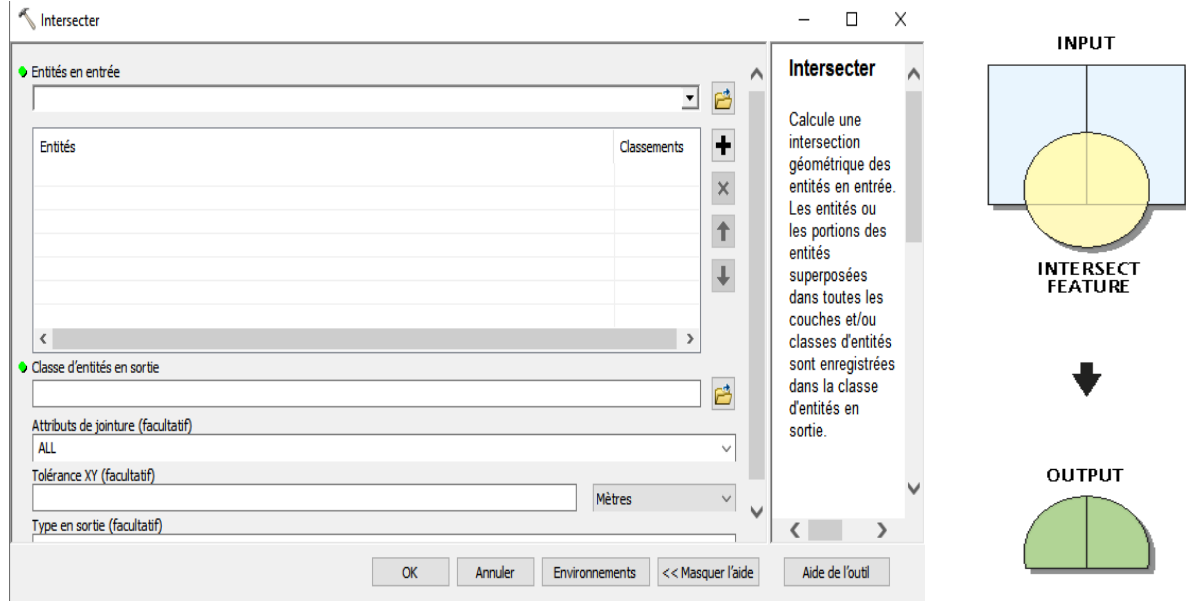 Intersecter
Entités en entrée
Entités Classements
Classe d'entités en sortie
Attributs de jointure (facultatif)
ALL
Tolérance XY (facultatif)
Mètres
Type en sortie (facultatif)
OK Annuler Environnements << Masquer l'aide Aide de l'outil
Intersecter
Calcule une
intersection
géométrique des
entités en entrée.
Les entités ou
les portions des
entités
superposées
dans toutes les
couches et/ou
classes d'entités
sont enregistrées
dans la classe
d'entités en
sortie.
INPUT
INTERSECT
FEATURE
OUTPUT